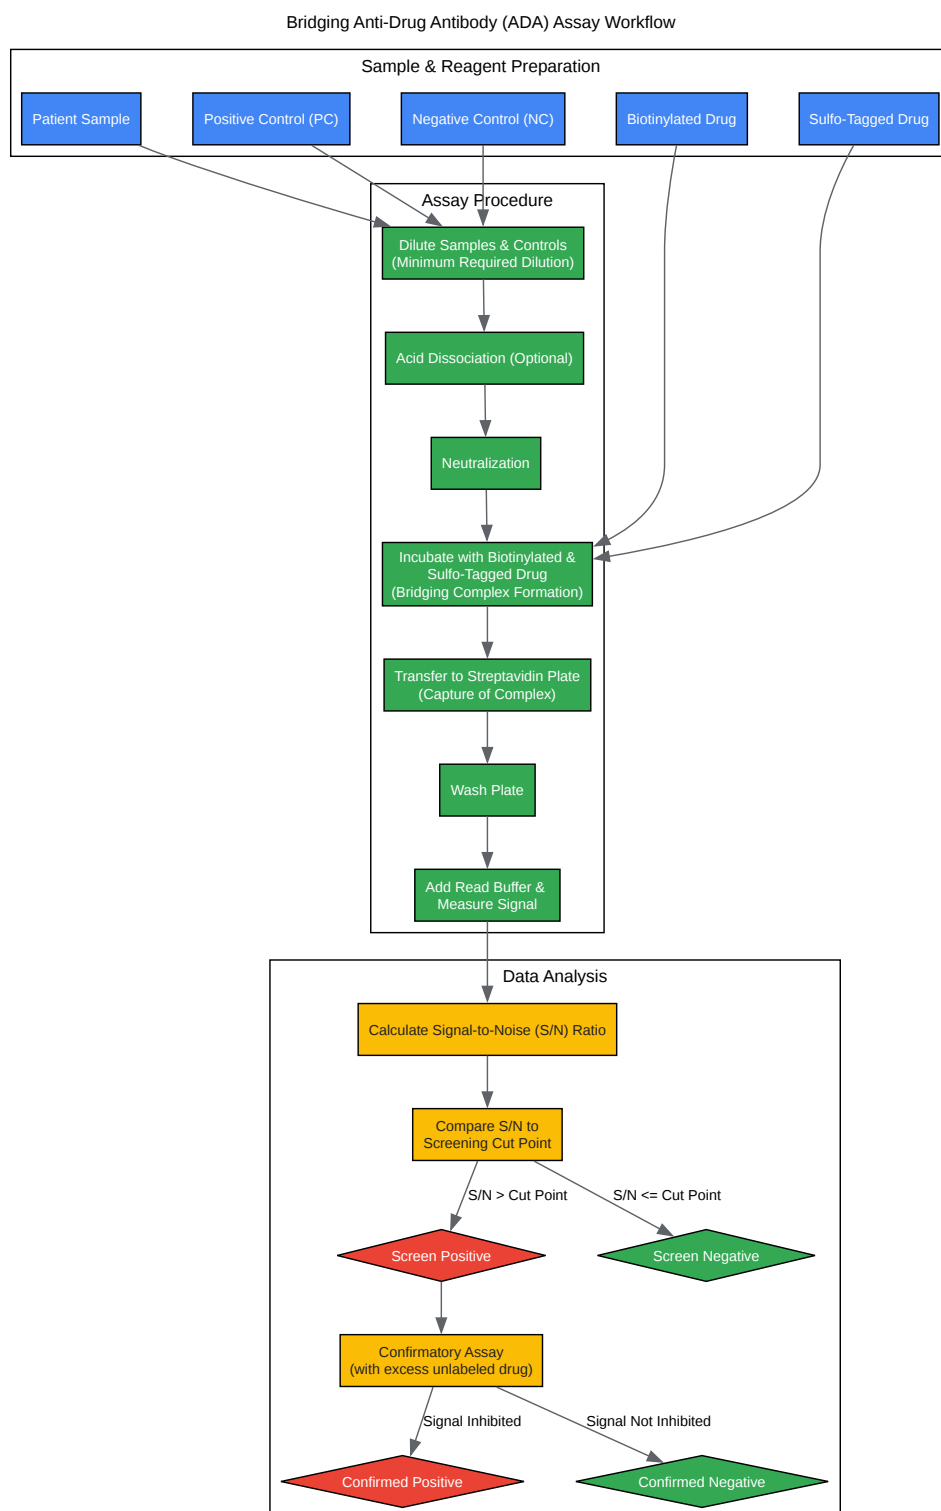 Bridging Anti-Drug Antibody (ADA) Assay Workflow
Sample & Reagent Preparation
Patient Sample
Positive Control (PC)
Negative Control (NC)
Biotinylated Drug
Sulfo-Tagged Drug
Assay Procedure
Dilute Samples & Controls
(Minimum Required Dilution)
Acid Dissociation (Optional)
Neutralization
Incubate with Biotinylated &
Sulfo-Tagged Drug
(Bridging Complex Formation)
Transfer to Streptavidin Plate
(Capture of Complex)
Wash Plate
Add Read Buffer &
Measure Signal
Data Analysis
Calculate Signal-to-Noise (S/N) Ratio
Compare S/N to
Screening Cut Point
S/N > Cut Point
S/N <= Cut Point
Screen Positive
Screen Negative
Confirmatory Assay
(with excess unlabeled drug)
Signal Inhibited
Signal Not Inhibited
Confirmed Positive
Confirmed Negative